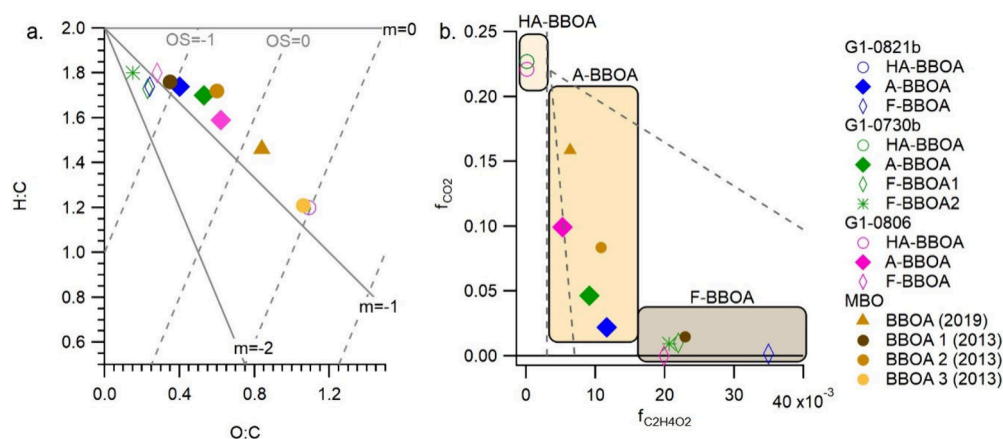 a.
2.0
1.8
1.6
1.4
1.2
1.0
0.8
0.6
H:C
0.0
0.4
0.8
1.2
O:C
OS=-1
OS=0
m=0
m=-1
m=-2
b.
0.25
0.20
0.15
0.10
0.05
0.00
fCO2
0
10
20
30
40 x10⁻³
fC2H4O2
HA-BBOA
A-BBOA
F-BBOA
G1-0821b
HA-BBOA
A-BBOA
F-BBOA
G1-0730b
HA-BBOA
A-BBOA
F-BBOA1
F-BBOA2
G1-0806
HA-BBOA
A-BBOA
F-BBOA
MBO
BBOA (2019)
BBOA 1 (2013)
BBOA 2 (2013)
BBOA 3 (2013)